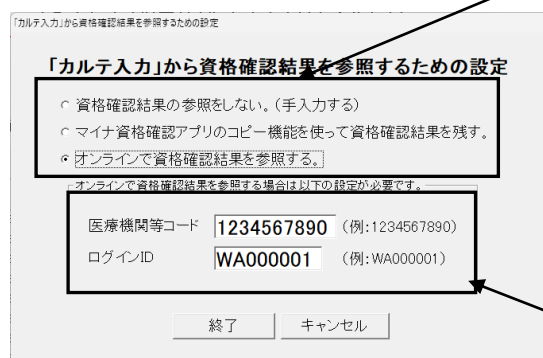 「カルテ入力」から資格確認結果を参照するための設定
「カルテ入力」から資格確認結果を参照するための設定
資格確認結果の参照をしない。(手入力する)
マイナ資格確認アプリのコピー機能を使って資格確認結果を残す。
オンラインで資格確認結果を参照する。
オンラインで資格確認結果を参照する場合は以下の設定が必要です。
医療機関等コード 1234567890 (例:1234567890)
ログインID WA000001 (例:WA000001)
終了 キャンセル